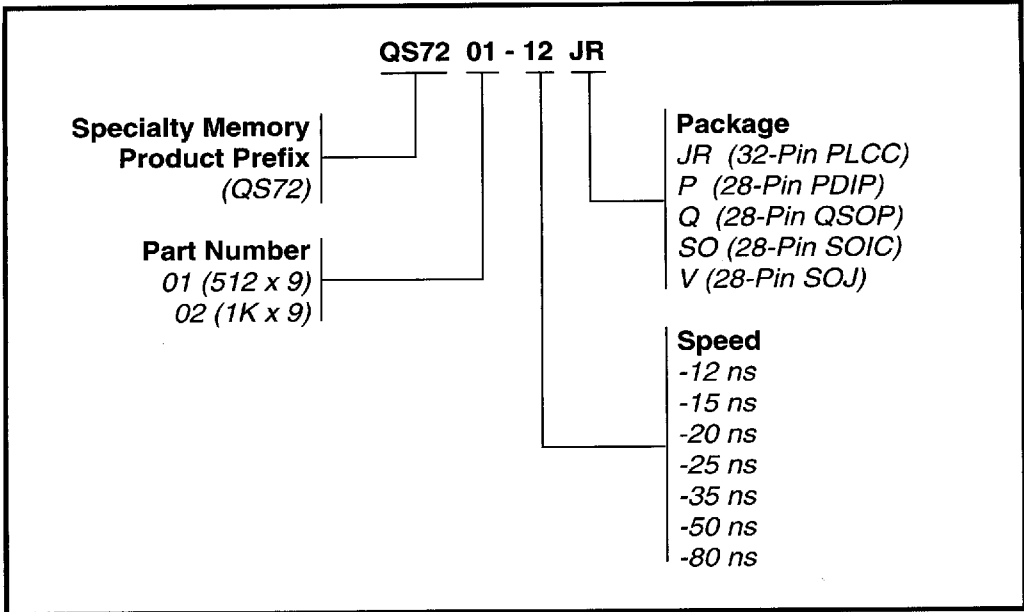 QS72 01 - 12 JR
Specialty Memory
Product Prefix
(QS72)
Part Number
01 (512 x 9)
02 (1K x 9)
Package
JR (32-Pin PLCC)
P (28-Pin PDIP)
Q (28-Pin QSOP)
SO (28-Pin SOIC)
V (28-Pin SOJ)
Speed
-12 ns
-15 ns
-20 ns
-25 ns
-35 ns
-50 ns
-80 ns